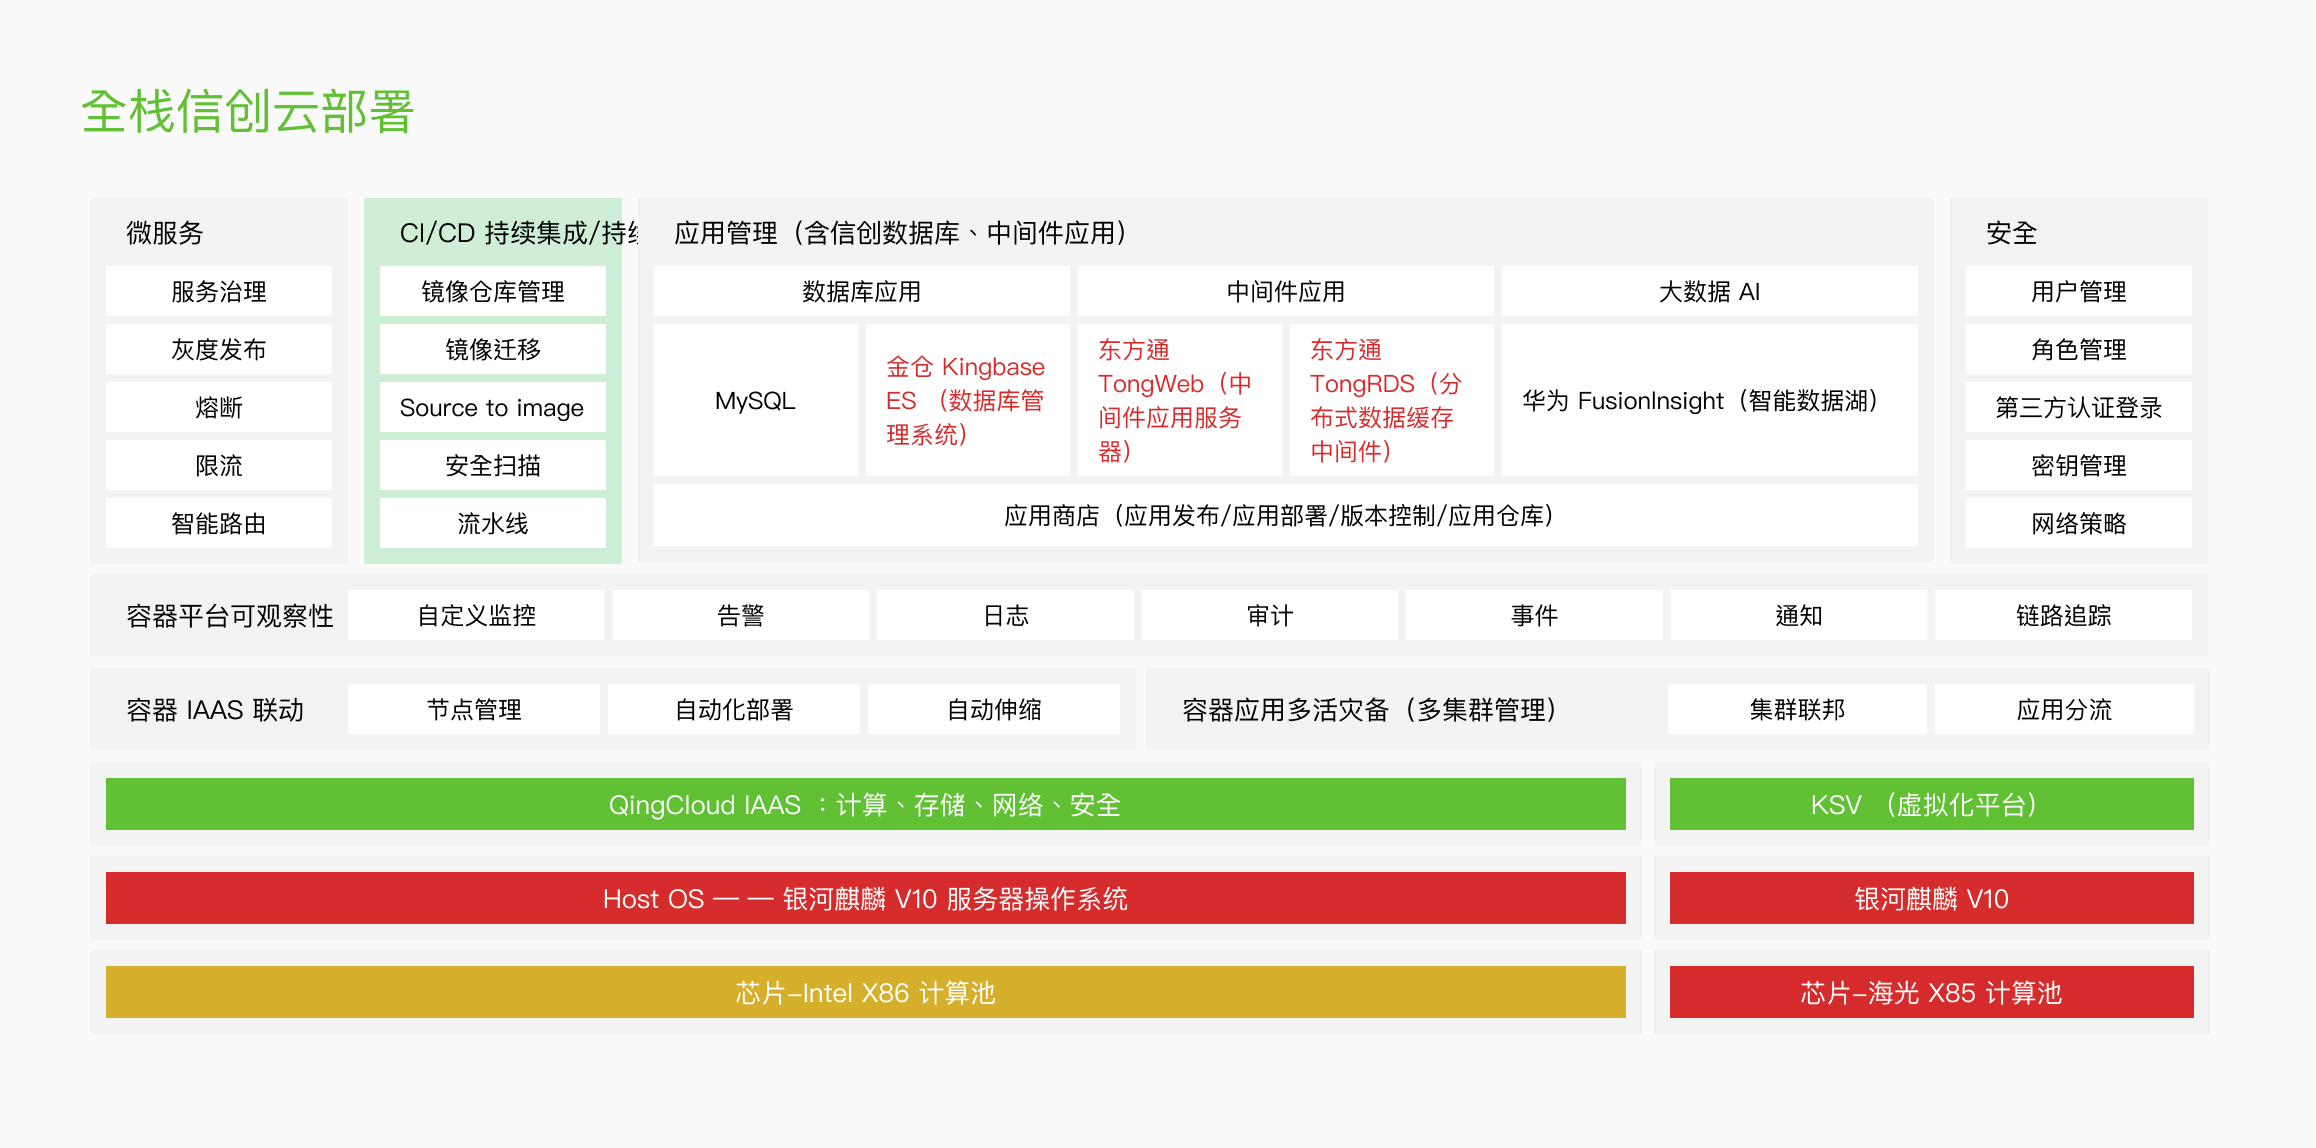 全栈信创云部署
微服务
服务治理
灰度发布
熔断
限流
智能路由
CI/CD 持续集成/持
镜像仓库管理
镜像迁移
Source to image
安全扫描
流水线
应用管理（含信创数据库、中间件应用）
数据库应用
中间件应用
大数据 AI
MySQL
金仓 Kingbase
ES （数据库管
理系统）
东方通
TongWeb（中
间件应用服务
器）
东方通
TongRDS（分
布式数据缓存
中间件）
华为 FusionInsight（智能数据湖）
应用商店（应用发布/应用部署/版本控制/应用仓库）
安全
用户管理
角色管理
第三方认证登录
密钥管理
网络策略
容器平台可观察性
自定义监控
告警
日志
审计
事件
通知
链路追踪
容器 IAAS 联动
节点管理
自动化部署
自动伸缩
容器应用多活灾备（多集群管理）
集群联邦
应用分流
QingCloud IAAS ：计算、存储、网络、安全
KSV （虚拟化平台）
Host OS — — 银河麒麟 V10 服务器操作系统
银河麒麟 V10
芯片–Intel X86 计算池
芯片–海光 X85 计算池